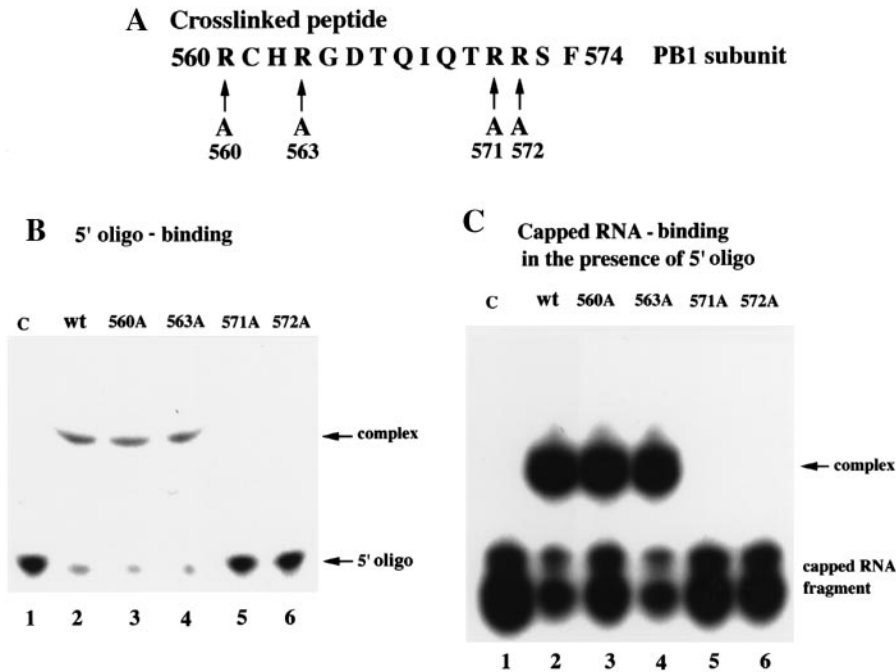 A Crosslinked peptide
560 R C H R G D T Q I Q T R R S F 574 PB1 subunit
A A A A
560 563 571 572
B 5' oligo - binding
C wt 560A 563A 571A 572A
complex
5' oligo
1 2 3 4 5 6
C Capped RNA - binding
in the presence of 5' oligo
C wt 560A 563A 571A 572A
complex
capped RNA
fragment
1 2 3 4 5 6